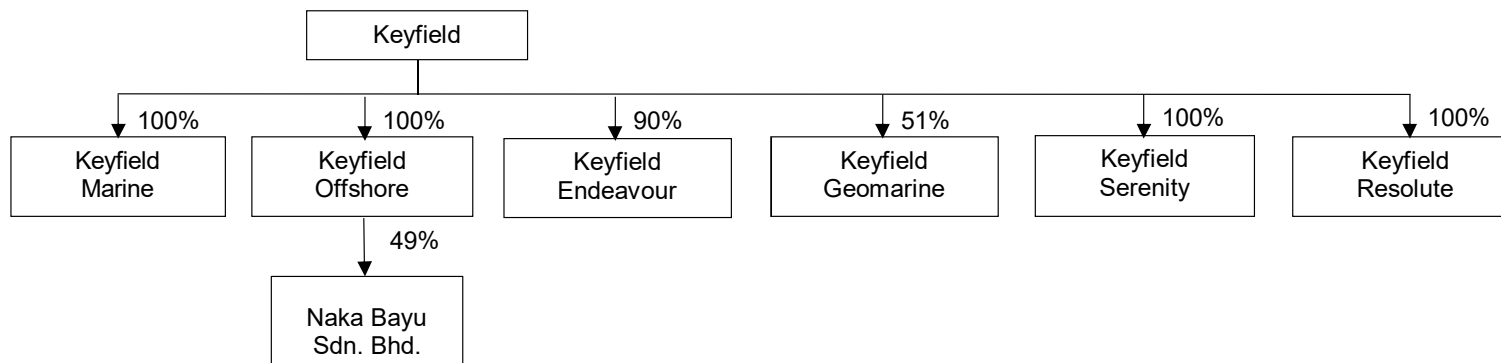 Keyfield
100%
100%
90%
51%
100%
100%
Keyfield
Marine
Keyfield
Offshore
Keyfield
Endeavour
Keyfield
Geomarine
Keyfield
Serenity
Keyfield
Resolute
49%
Naka Bayu
Sdn. Bhd.